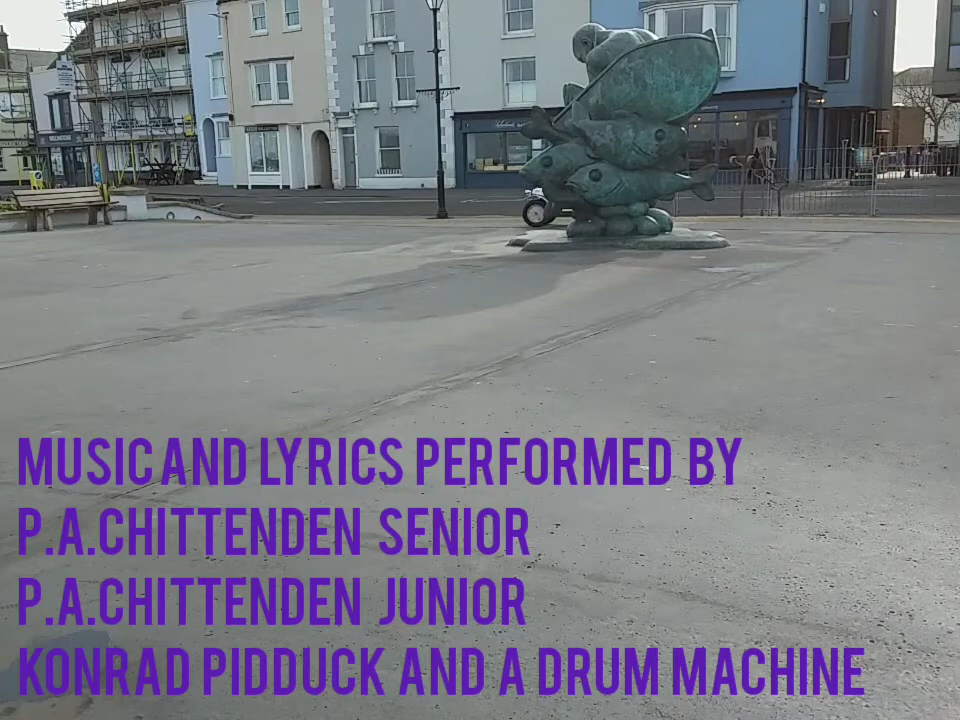 MUSIC AND LYRICS PERFORMED BY
P.A.CHITTENDEN SENIOR
P.A.CHITTENDEN JUNIOR
KONRAD PIDDUCK AND A DRUM MACHINE